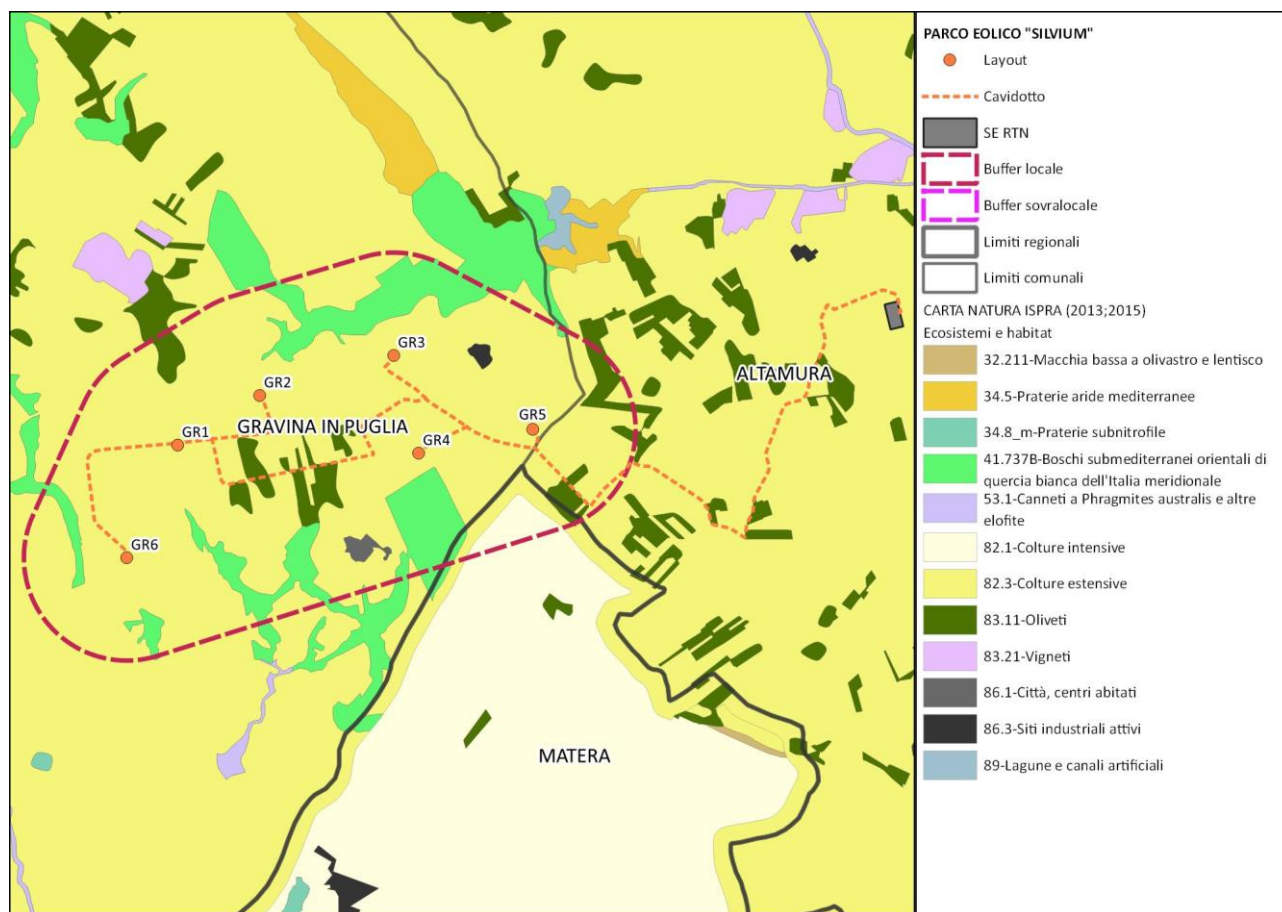 GR3
GR2
ALTAMURA
GR5
GRAVINA IN PUGLIA
GR1
GR4
GR6
MATERA
PARCO EOLICO "SILVIUM"
Layout
Cavidotto
SE RTN
Buffer locale
Buffer sovralocale
Limiti regionali
Limiti comunali
CARTA NATURA ISPRA (2013;2015)
Ecosistemi e habitat
32.211-Macchia bassa a olivastro e lentisco
34.5-Praterie aride mediterranee
34.8_m-Praterie subnitrofile
41.737B-Boschi submediterranei orientali di
quercia bianca dell'Italia meridionale
53.1-Canneti a Phragmites australis e altre
elofite
82.1-Colture intensive
82.3-Colture estensive
83.11-Oliveti
83.21-Vigneti
86.1-Città, centri abitati
86.3-Siti industriali attivi
89-Lagune e canali artificiali